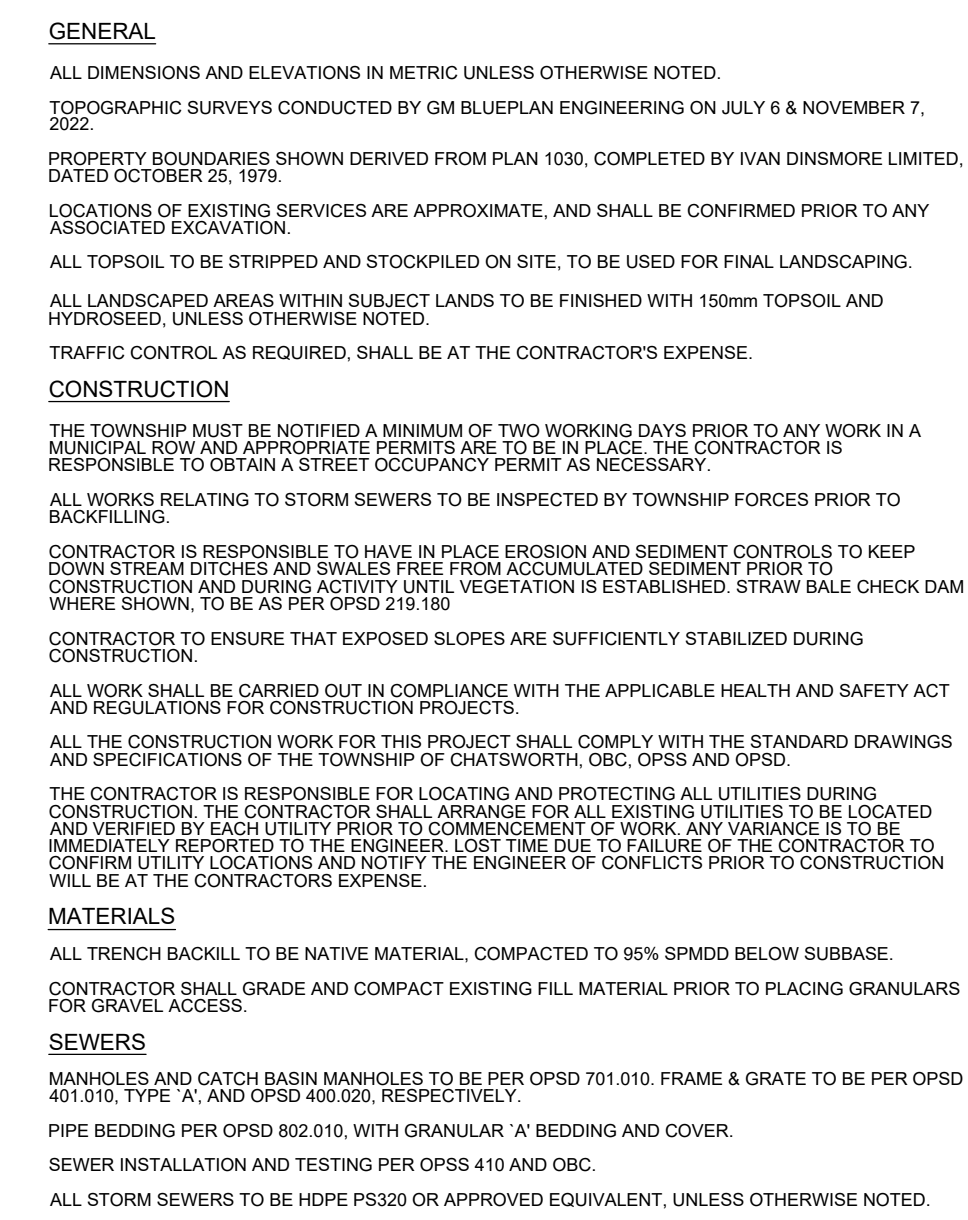 GENERAL
ALL DIMENSIONS AND ELEVATIONS IN METRIC UNLESS OTHERWISE NOTED.
TOPOGRAPHIC SURVEYS CONDUCTED BY GM BLUEPLAN ENGINEERING ON JULY 6 & NOVEMBER 7,
2022.
PROPERTY BOUNDARIES SHOWN DERIVED FROM PLAN 1030, COMPLETED BY IVAN DINSMORE LIMITED,
DATED OCTOBER 25, 1979.
LOCATIONS OF EXISTING SERVICES ARE APPROXIMATE, AND SHALL BE CONFIRMED PRIOR TO ANY
ASSOCIATED EXCAVATION.
ALL TOPSOIL TO BE STRIPPED AND STOCKPILED ON SITE, TO BE USED FOR FINAL LANDSCAPING.
ALL LANDSCAPED AREAS WITHIN SUBJECT LANDS TO BE FINISHED WITH 150mm TOPSOIL AND
HYDROSEED, UNLESS OTHERWISE NOTED.
TRAFFIC CONTROL AS REQUIRED, SHALL BE AT THE CONTRACTOR'S EXPENSE.
CONSTRUCTION
THE TOWNSHIP MUST BE NOTIFIED A MINIMUM OF TWO WORKING DAYS PRIOR TO ANY WORK IN A
MUNICIPAL ROW AND APPROPRIATE PERMITS ARE TO BE IN PLACE. THE CONTRACTOR IS
RESPONSIBLE TO OBTAIN A STREET OCCUPANCY PERMIT AS NECESSARY.
ALL WORKS RELATING TO STORM SEWERS TO BE INSPECTED BY TOWNSHIP FORCES PRIOR TO
BACKFILLING.
CONTRACTOR IS RESPONSIBLE TO HAVE IN PLACE EROSION AND SEDIMENT CONTROLS TO KEEP
DOWN STREAM DITCHES AND SWALES FREE FROM ACCUMULATED SEDIMENT PRIOR TO
CONSTRUCTION AND DURING ACTIVITY UNTIL VEGETATION IS ESTABLISHED. STRAW BALE CHECK DAM
WHERE SHOWN, TO BE AS PER OPSD 219.180
CONTRACTOR TO ENSURE THAT EXPOSED SLOPES ARE SUFFICIENTLY STABILIZED DURING
CONSTRUCTION.
ALL WORK SHALL BE CARRIED OUT IN COMPLIANCE WITH THE APPLICABLE HEALTH AND SAFETY ACT
AND REGULATIONS FOR CONSTRUCTION PROJECTS.
ALL THE CONSTRUCTION WORK FOR THIS PROJECT SHALL COMPLY WITH THE STANDARD DRAWINGS
AND SPECIFICATIONS OF THE TOWNSHIP OF CHATSWORTH, OBC, OPSS AND OPSD.
THE CONTRACTOR IS RESPONSIBLE FOR LOCATING AND PROTECTING ALL UTILITIES DURING
CONSTRUCTION. THE CONTRACTOR SHALL ARRANGE FOR ALL EXISTING UTILITIES TO BE LOCATED
AND VERIFIED BY EACH UTILITY PRIOR TO COMMENCEMENT OF WORK. ANY VARIANCE IS TO BE
IMMEDIATELY REPORTED TO THE ENGINEER. LOST TIME DUE TO FAILURE OF THE CONTRACTOR TO
CONFIRM UTILITY LOCATIONS AND NOTIFY THE ENGINEER OF CONFLICTS PRIOR TO CONSTRUCTION
WILL BE AT THE CONTRACTORS EXPENSE.
MATERIALS
ALL TRENCH BACKILL TO BE NATIVE MATERIAL, COMPACTED TO 95% SPMDD BELOW SUBBASE.
CONTRACTOR SHALL GRADE AND COMPACT EXISTING FILL MATERIAL PRIOR TO PLACING GRANULARS
FOR GRAVEL ACCESS.
SEWERS
MANHOLES AND CATCH BASIN MANHOLES TO BE PER OPSD 701.010. FRAME & GRATE TO BE PER OPSD
401.010, TYPE `A', AND OPSD 400.020, RESPECTIVELY.
PIPE BEDDING PER OPSD 802.010, WITH GRANULAR `A' BEDDING AND COVER.
SEWER INSTALLATION AND TESTING PER OPSS 410 AND OBC.
ALL STORM SEWERS TO BE HDPE PS320 OR APPROVED EQUIVALENT, UNLESS OTHERWISE NOTED.